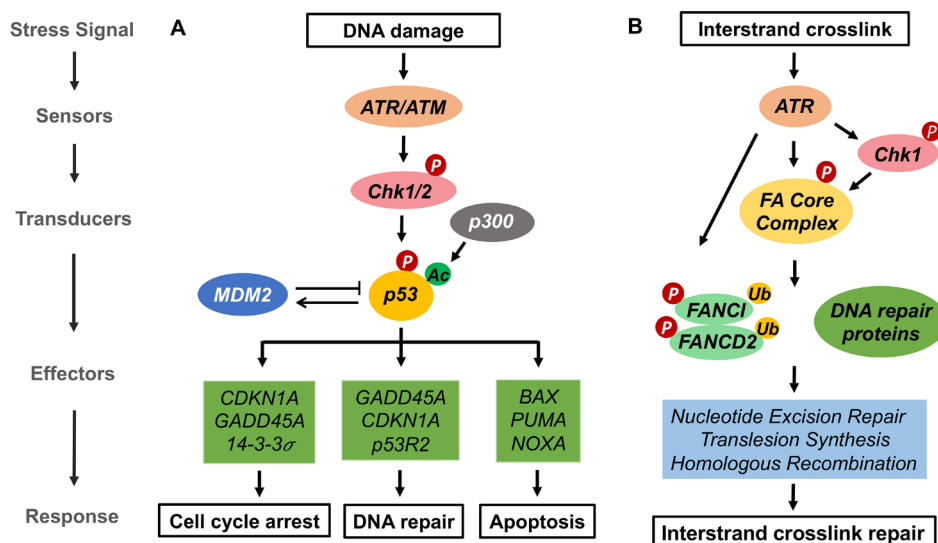 Stress Signal
Sensors
Transducers
Effectors
Response
A
DNA damage
ATR/ATM
P
Chk1/2
p300
P
Ac
MDM2
p53
CDKN1A
GADD45A
14-3-3σ
GADD45A
CDKN1A
p53R2
BAX
PUMA
NOXA
Cell cycle arrest
DNA repair
Apoptosis
B
Interstrand crosslink
ATR
P
Chk1
P
FA Core
Complex
P
FANCI
Ub
P
FANCD2
Ub
DNA repair
proteins
Nucleotide Excision Repair
Translesion Synthesis
Homologous Recombination
Interstrand crosslink repair